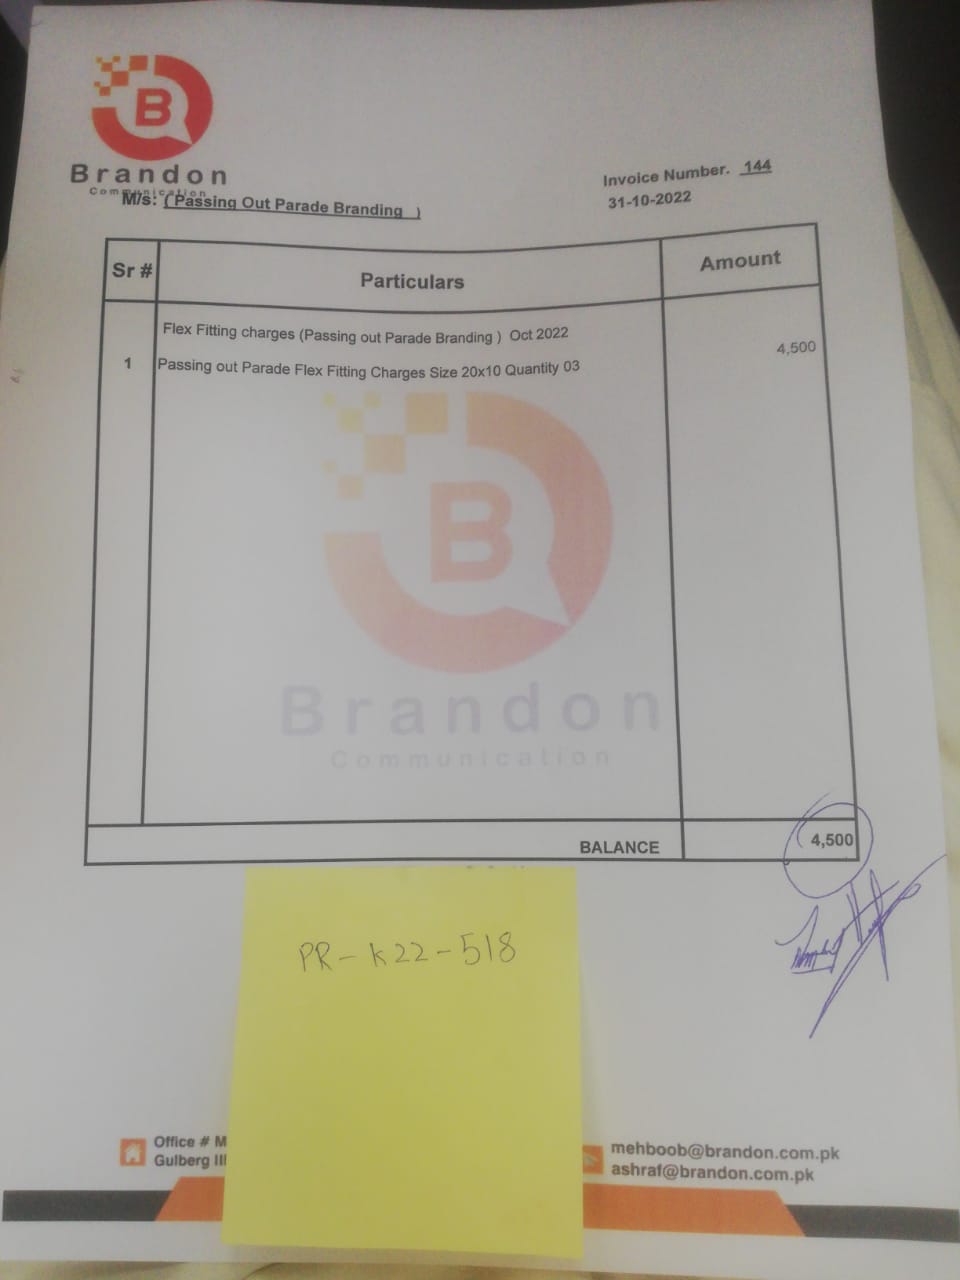 B
Brandon
Communication
M/s: ( Passing Out Parade Branding )
Invoice Number. 144
31-10-2022
Sr # Particulars Amount
Flex Fitting charges (Passing out Parade Branding ) Oct 2022
4,500
1 Passing out Parade Flex Fitting Charges Size 20x10 Quantity 03
B
Brandon
Communication
BALANCE 4,500
PR-K22-518
Office # M
Gulberg III
mehboob@brandon.com.pk
ashraf@brandon.com.pk